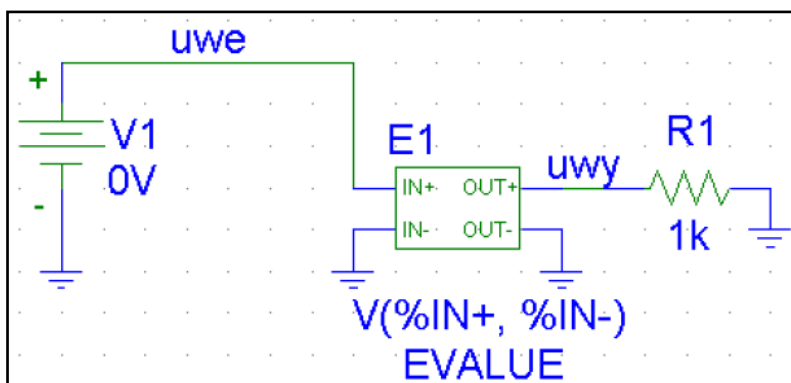 uwe
+
V1
0V
-
E1
IN+ OUT+
IN- OUT-
uwy
R1
1k
V(%IN+, %IN-)
EVALUE